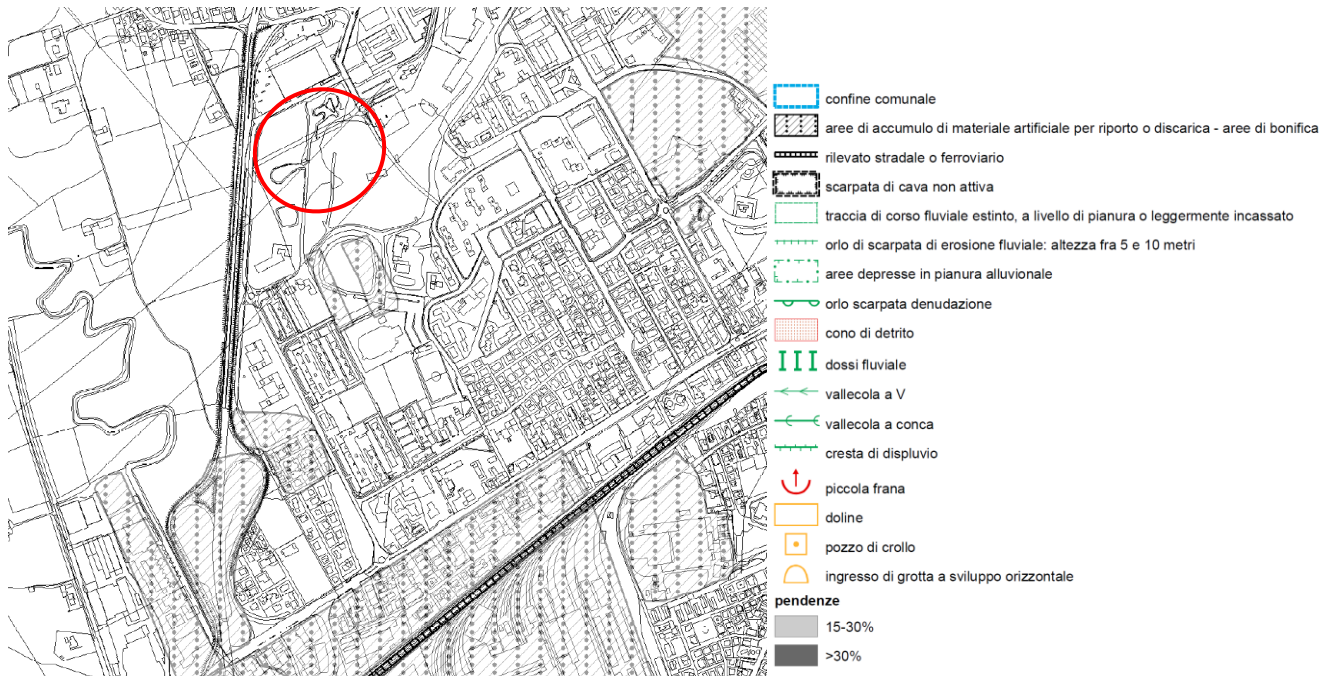 confine comunale
aree di accumulo di materiale artificiale per riporto o discarica - aree di bonifica
rilevato stradale o ferroviario
scarpata di cava non attiva
traccia di corso fluviale estinto, a livello di pianura o leggermente incassato
orlo di scarpata di erosione fluviale: altezza fra 5 e 10 metri
aree depresse in pianura alluvionale
orlo scarpata denudazione
cono di detrito
dossi fluviale
vallecola a V
vallecola a conca
cresta di displuvio
piccola frana
doline
pozzo di crollo
ingresso di grotta a sviluppo orizzontale
pendenze
15-30%
>30%